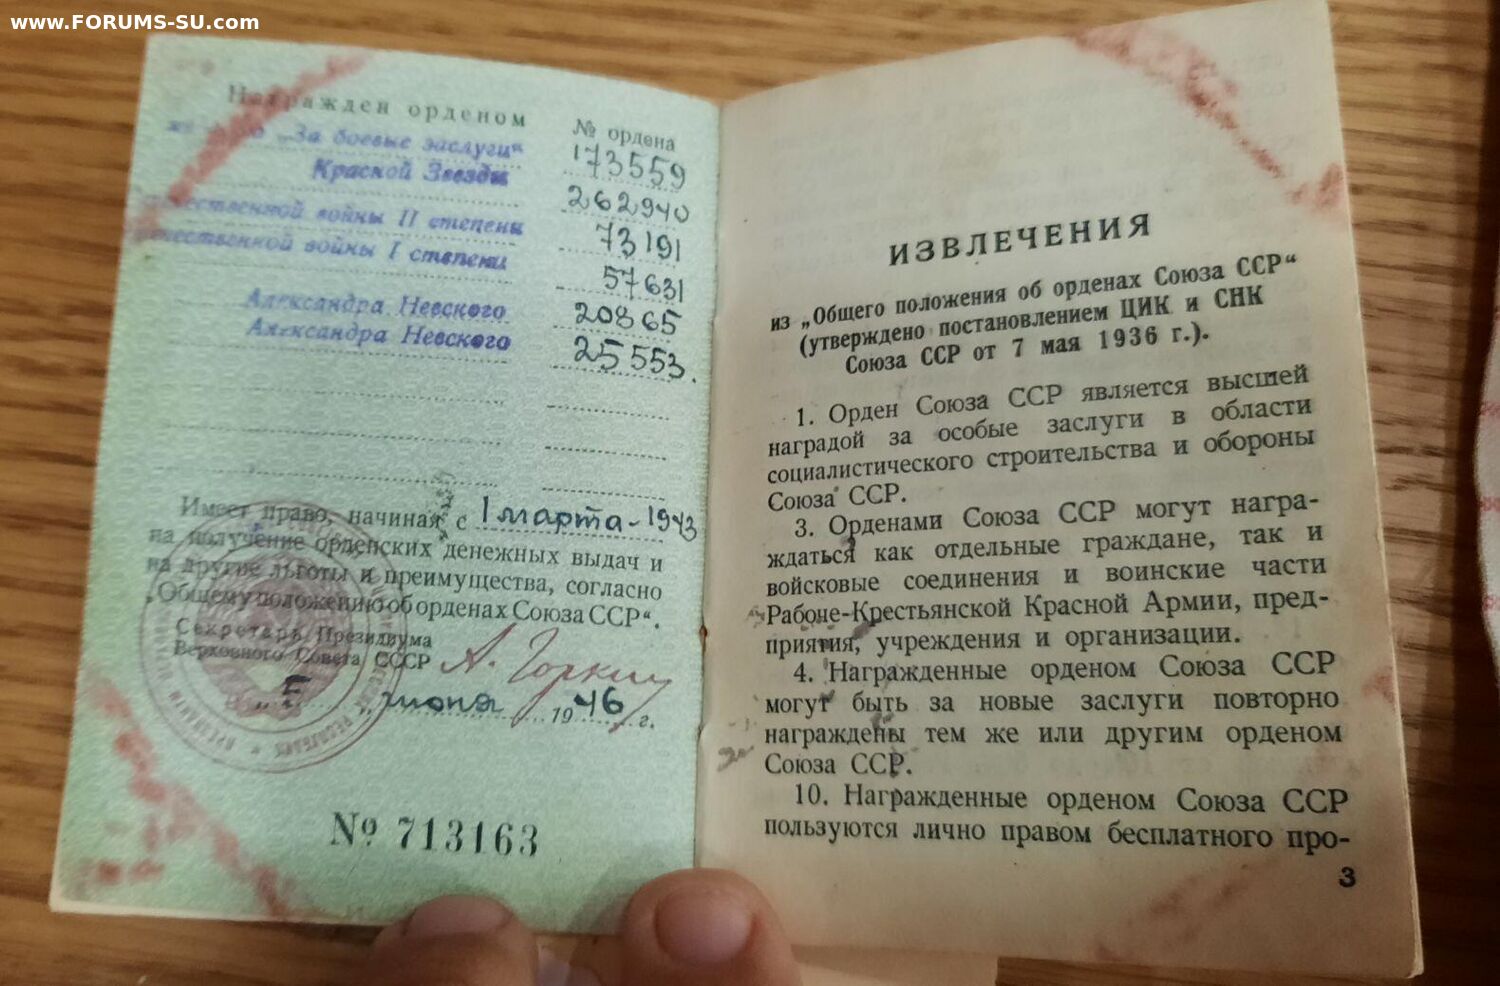 www.FORUMS-SU.com
Награжден орденом
№ ордена
„За боевые заслуги“ 173559
Красной Звезды 262940
войны II степени 73191
войны I степени 57631
Александра Невского 20865
Александра Невского 25553.
Имеет право, начиная с 1 марта-1943
на получение орденских денежных выдач и
на другие льготы и преимущества, согласно
„Общему положению об орденах Союза ССР“.
Секретарь Президиума
Верховного Совета СССР А. Горкин
июня 1946 г.
№ 713163
ИЗВЛЕЧЕНИЯ
из „Общего положения об орденах Союза ССР“
(утверждено постановлением ЦИК и СНК
Союза ССР от 7 мая 1936 г.).
1. Орден Союза ССР является высшей
наградой за особые заслуги в области
социалистического строительства и обороны
Союза ССР.
3. Орденами Союза ССР могут награ-
ждаться как отдельные граждане, так и
войсковые соединения и воинские части
Рабоче-Крестьянской Красной Армии, пред-
приятия, учреждения и организации.
4. Награжденные орденом Союза ССР
могут быть за новые заслуги повторно
награждены тем же или другим орденом
Союза ССР.
10. Награжденные орденом Союза ССР
пользуются лично правом бесплатного про-
3